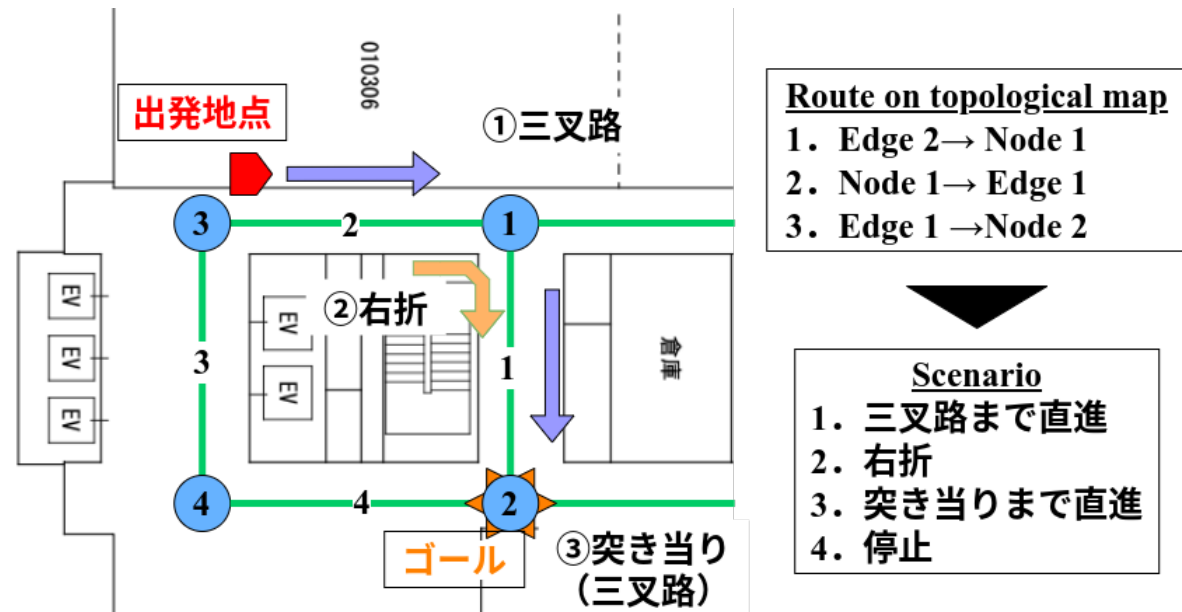 010306
出発地点
①三叉路
3
2
1
EV
EV
EV
②右折
EV
EV
3
1
倉庫
4
4
2
ゴール
③突き当り
（三叉路）
Route on topological map
1．Edge 2→ Node 1
2．Node 1→ Edge 1
3．Edge 1 →Node 2
Scenario
1．三叉路まで直進
2．右折
3．突き当りまで直進
4．停止